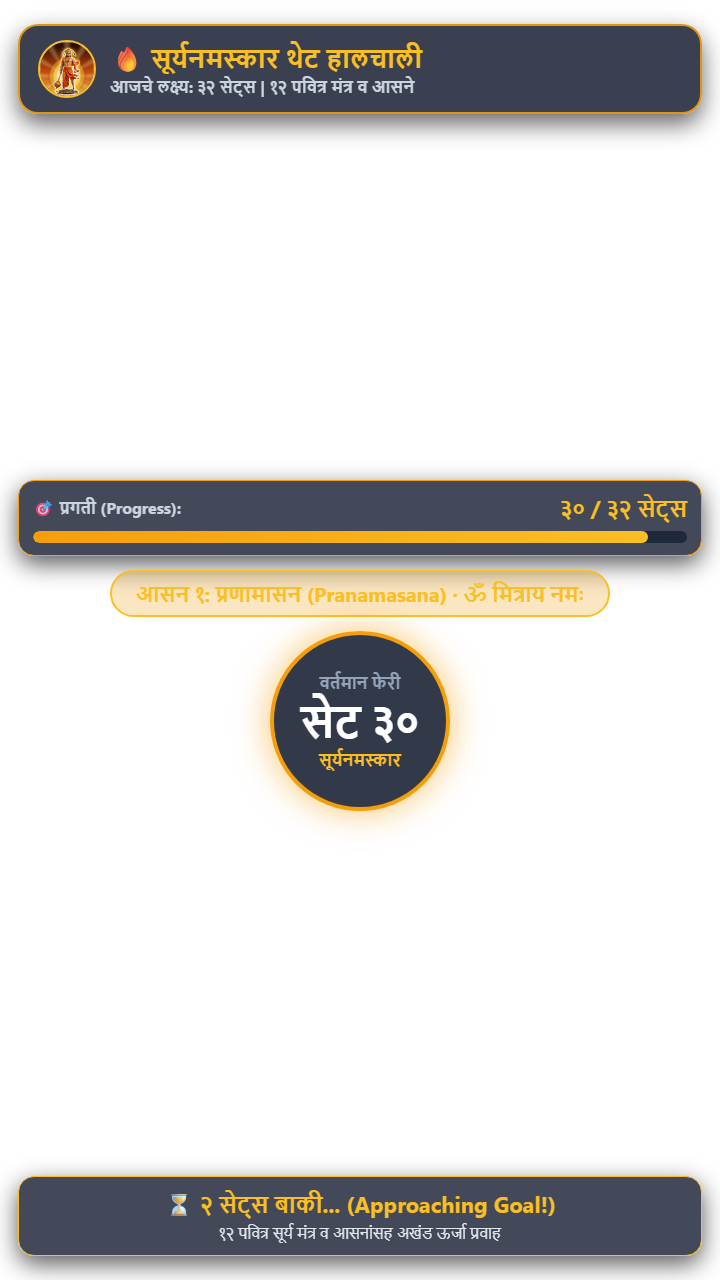 🔥 सूर्यनमस्कार थेट हालचाली
आजचे लक्ष्य: ३२ सेट्स | १२ पवित्र मंत्र व आसने
🎯 प्रगती (Progress):
३० / ३२ सेट्स
आसन १: प्रणामासन (Pranamasana) · ॐ मित्राय नमः
वर्तमान फेरी
सेट ३०
सूर्यनमस्कार
⏳ २ सेट्स बाकी... (Approaching Goal!)
१२ पवित्र सूर्य मंत्र व आसनांसह अखंड ऊर्जा प्रवाह